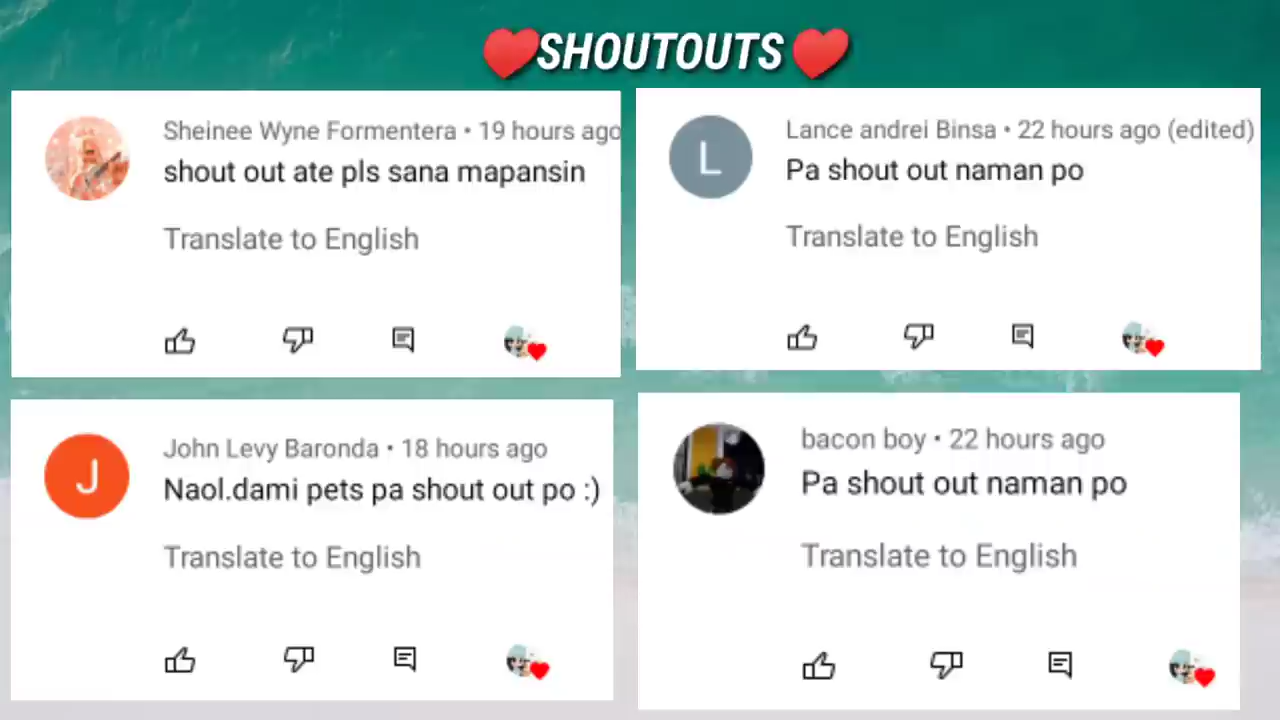 ❤SHOUTOUTS❤
Sheinee Wyne Formentera • 19 hours ago
shout out ate pls sana mapansin
Translate to English
Lance andrei Binsa • 22 hours ago (edited)
Pa shout out naman po
Translate to English
L
John Levy Baronda • 18 hours ago
Naol.dami pets pa shout out po :)
Translate to English
J
bacon boy • 22 hours ago
Pa shout out naman po
Translate to English